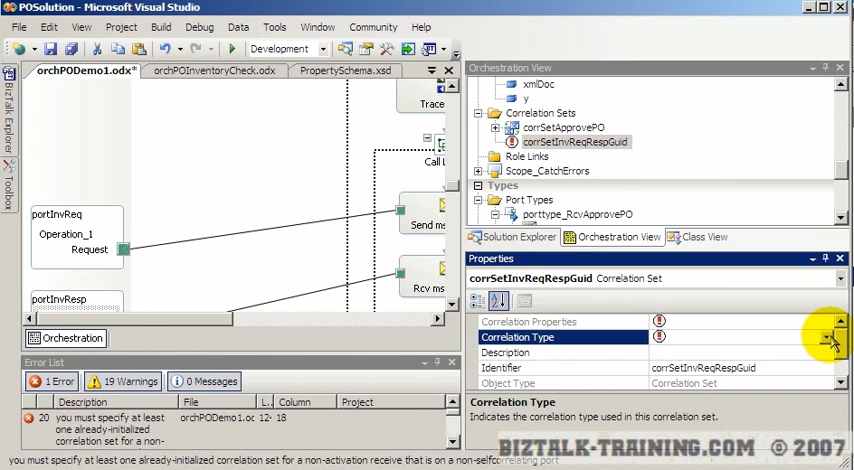 POSolution - Microsoft Visual Studio
File Edit View Project Build Debug Data Tools Window Community Help
Development
orchPODemo1.odx* orchPOInventoryCheck.odx PropertySchema.xsd
BizTalk Explorer
Toolbox
Trace
Call L
portInvReq
Operation_1
Request
Send ms
portInvResp
Rcv ms
Orchestration
Orchestration View
xmlDoc
y
Correlation Sets
corrSetApprovePO
corrSetInvReqRespGuid
Role Links
Scope_CatchErrors
Types
Port Types
porttype_RcvApprovePO
Solution Explorer Orchestration View Class View
Properties
corrSetInvReqRespGuid Correlation Set
Correlation Properties
Correlation Type
Description
Identifier corrSetInvReqRespGuid
Object Type Correlation Set
Correlation Type
Indicates the correlation type used in this correlation set.
Error List
1 Error 19 Warnings 0 Messages
Description File L.. Column Project
20 you must specify at least one already-initialized correlation set for a non- orchPODemo1.oc 12 18
you must specify at least one already-initialized correlation set for a non-activation receive that is on a non-selfcorrelating port
BIZTALK-TRAINING.COM © 2007